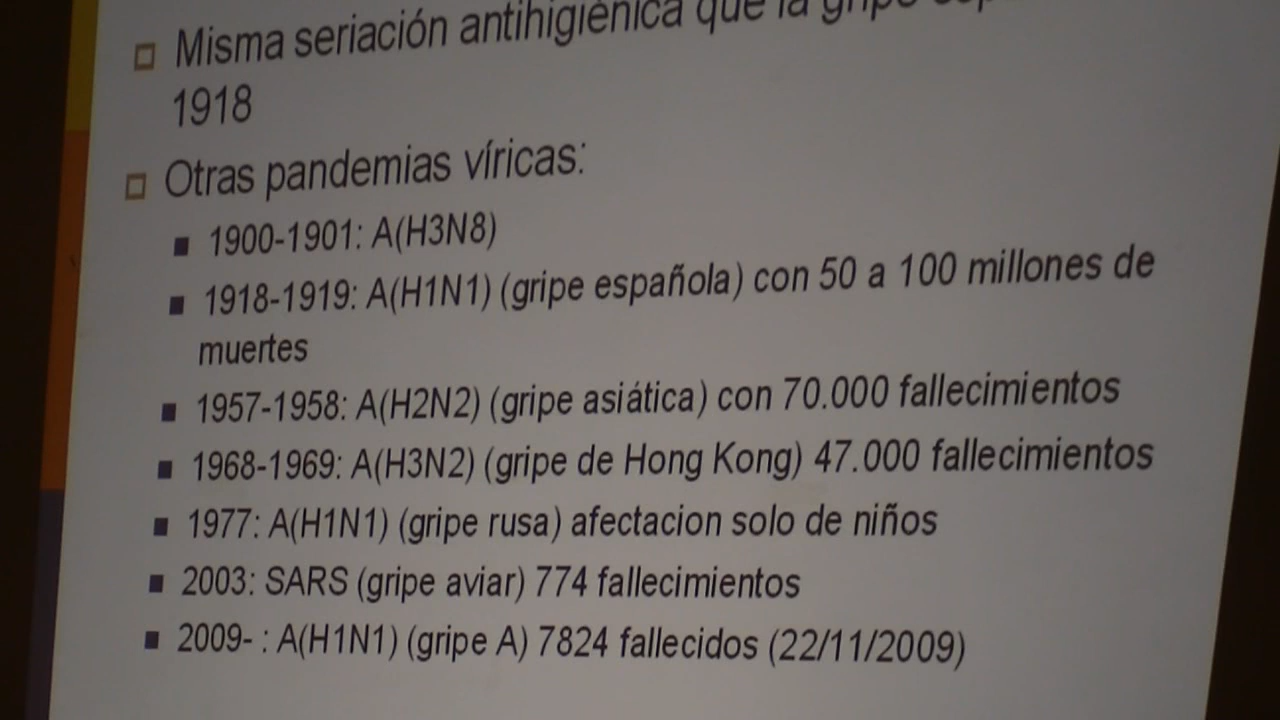 Misma seriación antihigiénica que la gripe
1918
Otras pandemias víricas:
1900-1901: A(H3N8)
1918-1919: A(H1N1) (gripe española) con 50 a 100 millones de
muertes
1957-1958: A(H2N2) (gripe asiática) con 70.000 fallecimientos
1968-1969: A(H3N2) (gripe de Hong Kong) 47.000 fallecimientos
1977: A(H1N1) (gripe rusa) afectacion solo de niños
2003: SARS (gripe aviar) 774 fallecimientos
2009- : A(H1N1) (gripe A) 7824 fallecidos (22/11/2009)